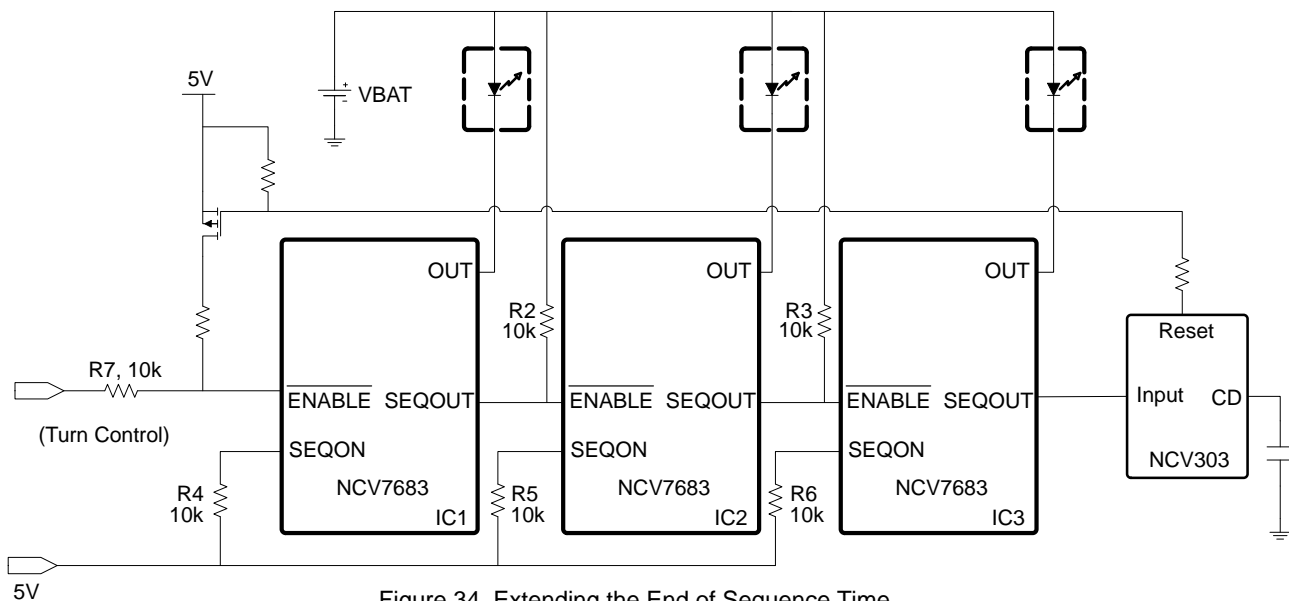 5V
+
-
VBAT
OUT
OUT
OUT
R2
10k
R3
10k
Reset
R7, 10k
ENABLE SEQOUT
ENABLE SEQOUT
ENABLE SEQOUT
Input CD
(Turn Control)
SEQON
SEQON
SEQON
NCV303
R4
10k
NCV7683
R5
10k
NCV7683
R6
10k
NCV7683
IC1
IC2
IC3
5V
Figure 34. Extending the End of Sequence Time